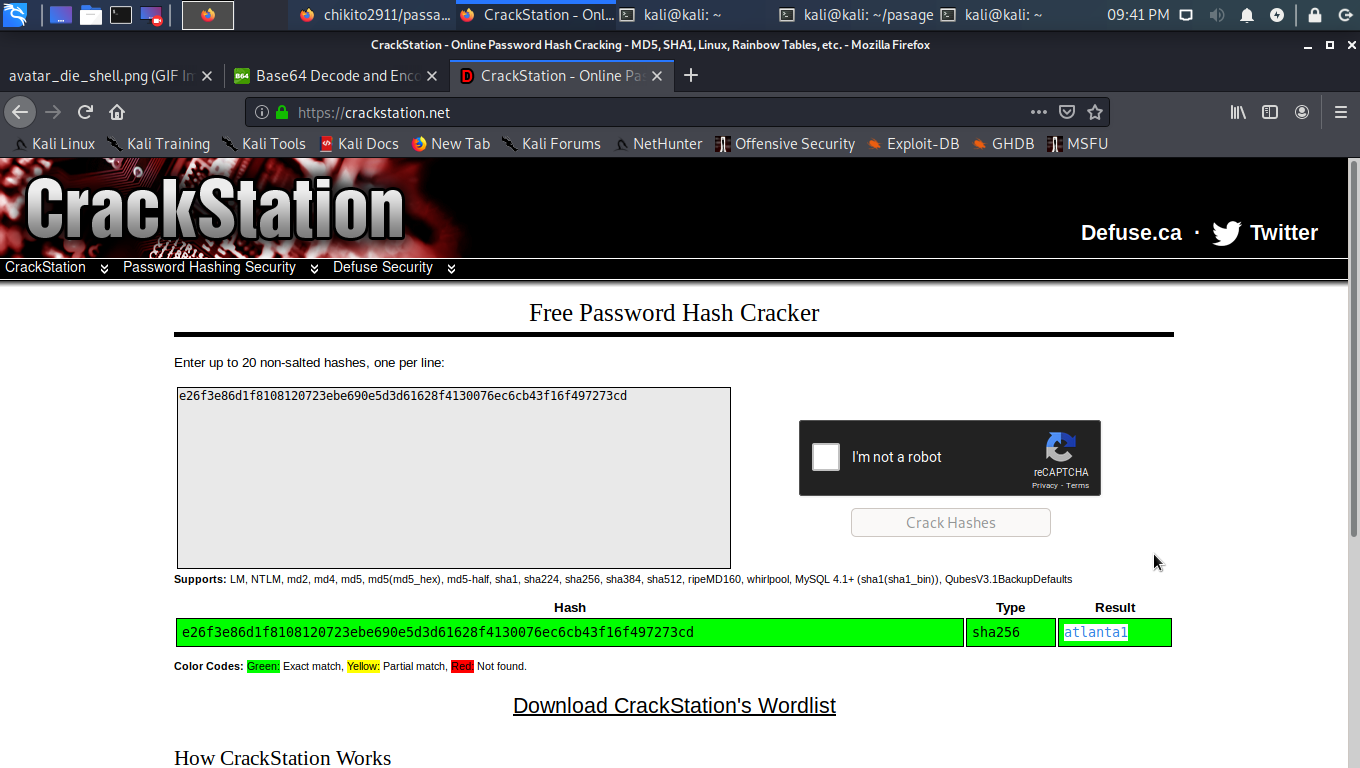 chikito2911/passa... CrackStation - Onl... kali@kali: ~ kali@kali: ~/pasage kali@kali: ~ 09:41 PM
CrackStation - Online Password Hash Cracking - MD5, SHA1, Linux, Rainbow Tables, etc. - Mozilla Firefox
avatar_die_shell.png (GIF Im B64 Base64 Decode and Enco CrackStation - Online Pas
https://crackstation.net
Kali Linux Kali Training Kali Tools Kali Docs New Tab Kali Forums NetHunter Offensive Security Exploit-DB GHDB MSFU
CrackStation
Defuse.ca · Twitter
CrackStation Password Hashing Security Defuse Security
Free Password Hash Cracker
Enter up to 20 non-salted hashes, one per line:
e26f3e86d1f8108120723ebe690e5d3d61628f4130076ec6cb43f16f497273cd
I'm not a robot
reCAPTCHA
Privacy - Terms
Crack Hashes
Supports: LM, NTLM, md2, md4, md5, md5(md5_hex), md5-half, sha1, sha224, sha256, sha384, sha512, ripeMD160, whirlpool, MySQL 4.1+ (sha1(sha1_bin)), QubesV3.1BackupDefaults
Hash Type Result
e26f3e86d1f8108120723ebe690e5d3d61628f4130076ec6cb43f16f497273cd sha256 atlanta1
Color Codes: Green: Exact match, Yellow: Partial match, Red: Not found.
Download CrackStation's Wordlist
How CrackStation Works